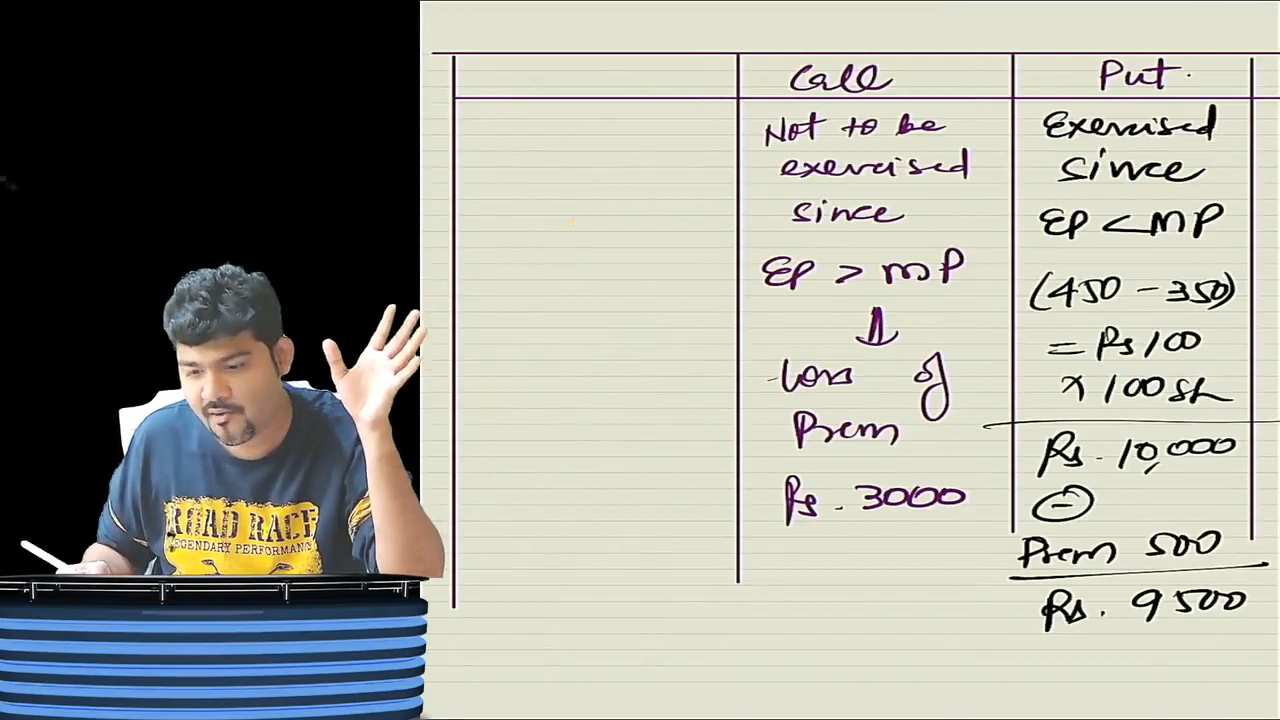 Call
Not to be
exercised
since
EP > MP
↓
Loss of
Prem
Rs. 3000
Put.
Exercised
since
EP < MP
(450 - 350)
= Rs 100
x 100 sh
Rs. 10,000
-
Prem 500
Rs. 9500
ROAD RACE
LEGENDARY PERFORMANC